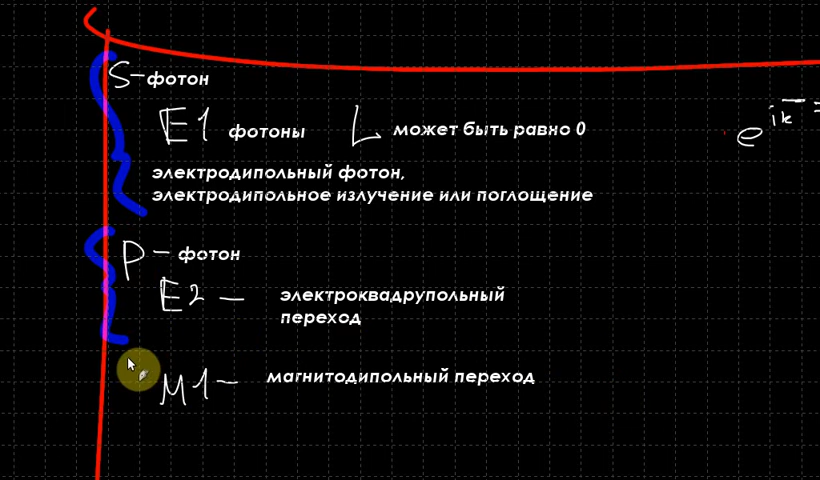 S-фотон
E1 фотоны L может быть равно 0
e^ik =
электродипольный фотон,
электродипольное излучение или поглощение
P - фотон
E2 - электроквадрупольный
переход
M1 - магнитодипольный переход